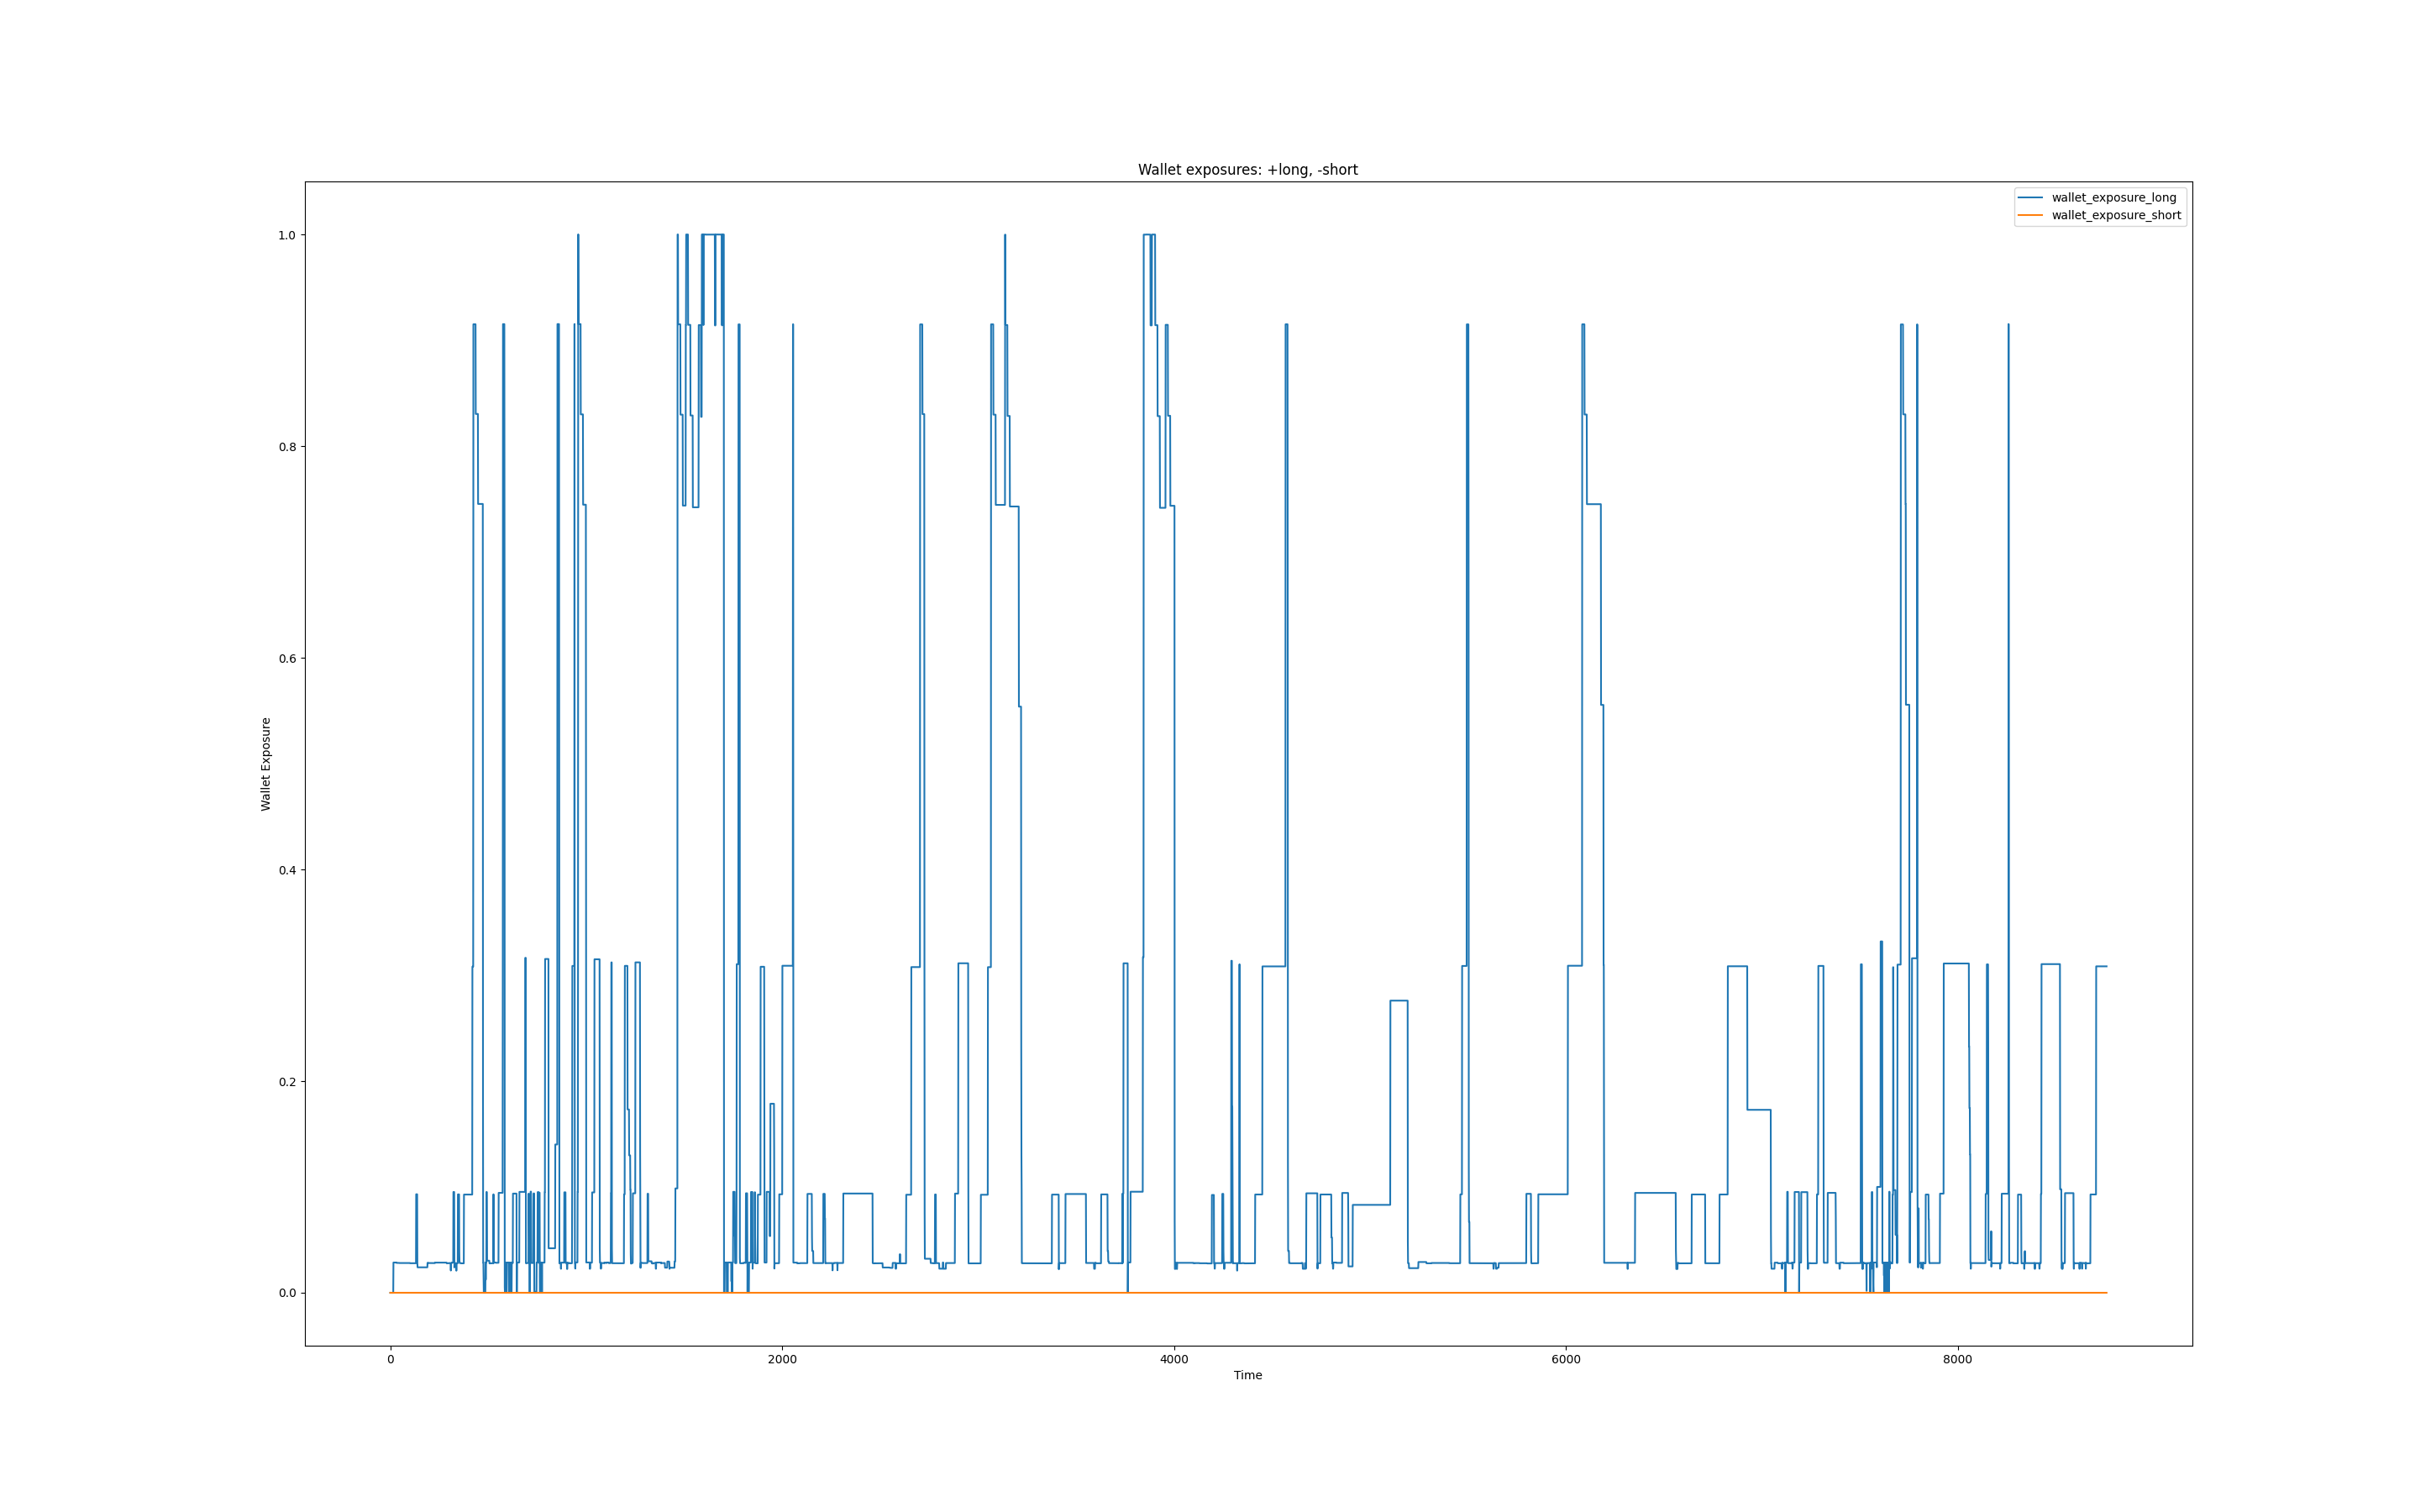 Wallet exposures: +long, -short
wallet_exposure_long
wallet_exposure_short
1.0
0.8
0.6
0.4
0.2
0.0
Wallet Exposure
0 2000 4000 6000 8000
Time